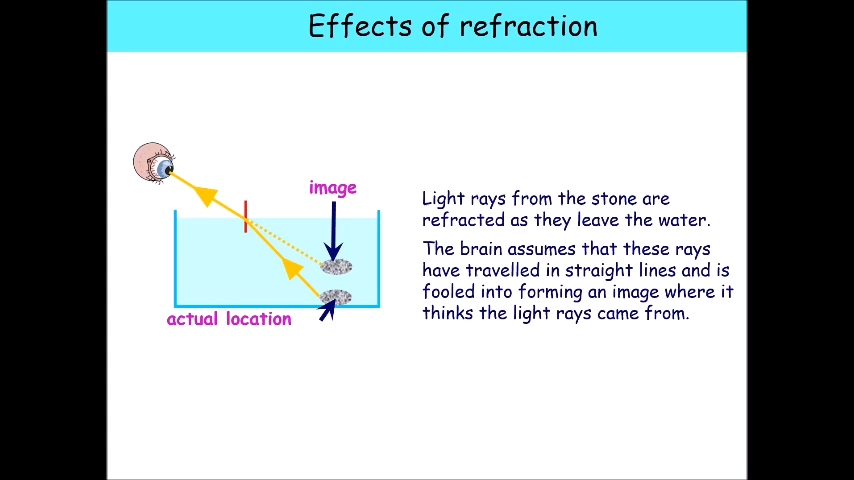 Effects of refraction
image
Light rays from the stone are
refracted as they leave the water.
The brain assumes that these rays
have travelled in straight lines and is
fooled into forming an image where it
thinks the light rays came from.
actual location